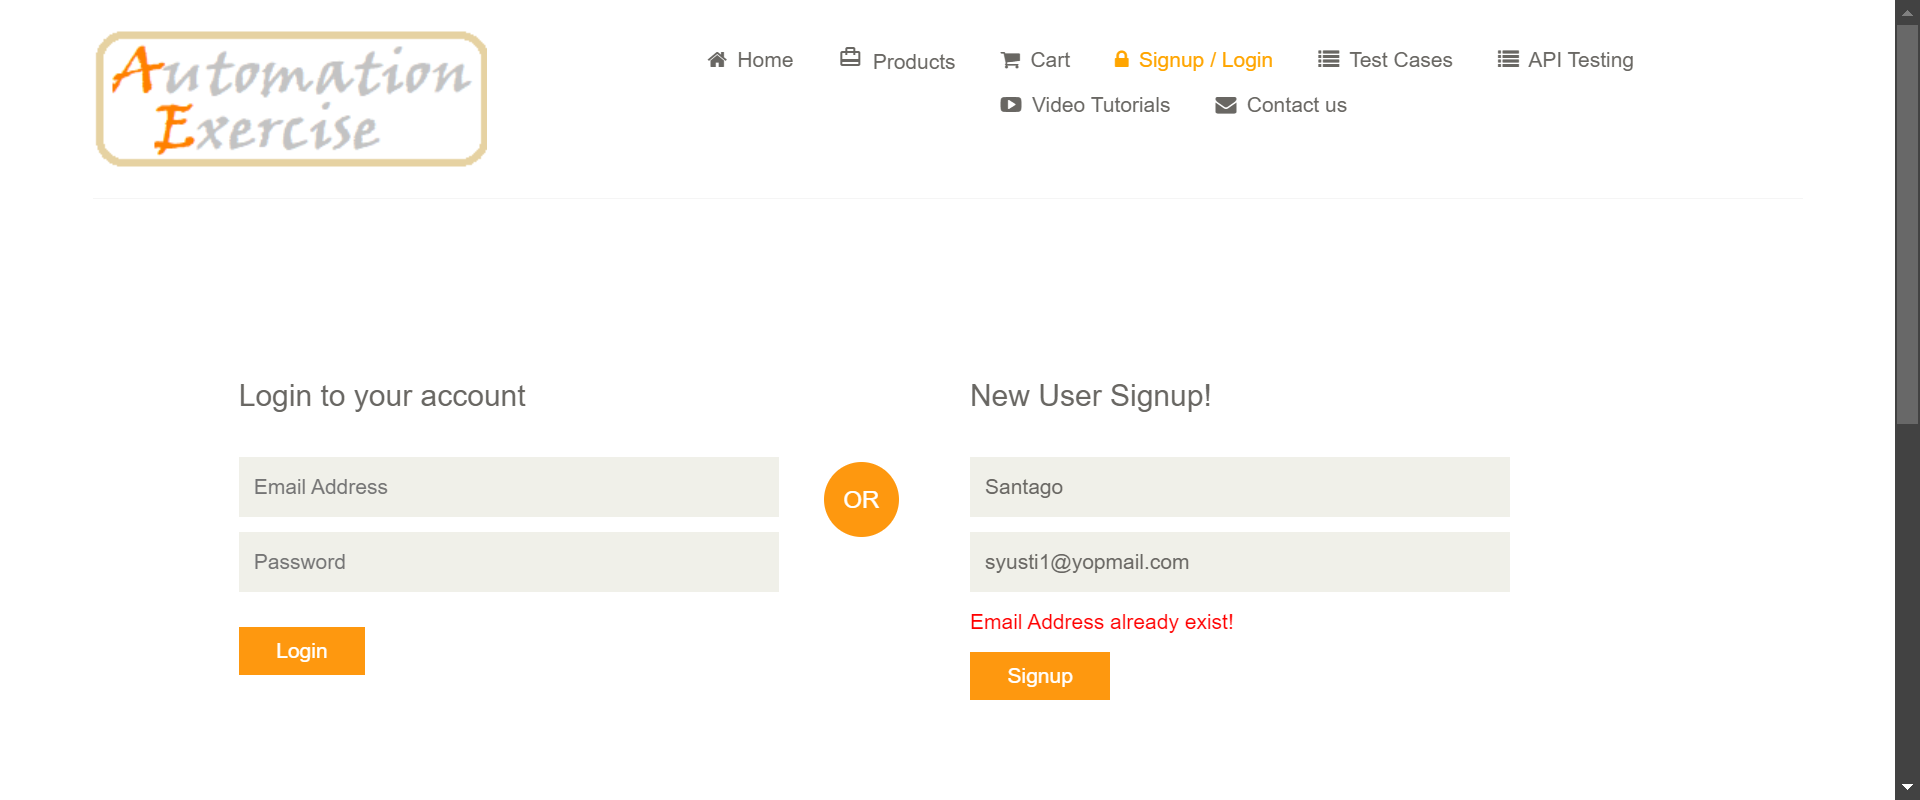 Automation
Exercise
Home
Products
Cart
Signup / Login
Test Cases
API Testing
Video Tutorials
Contact us
Login to your account
Email Address
Password
Login
OR
New User Signup!
Santago
syusti1@yopmail.com
Email Address already exist!
Signup